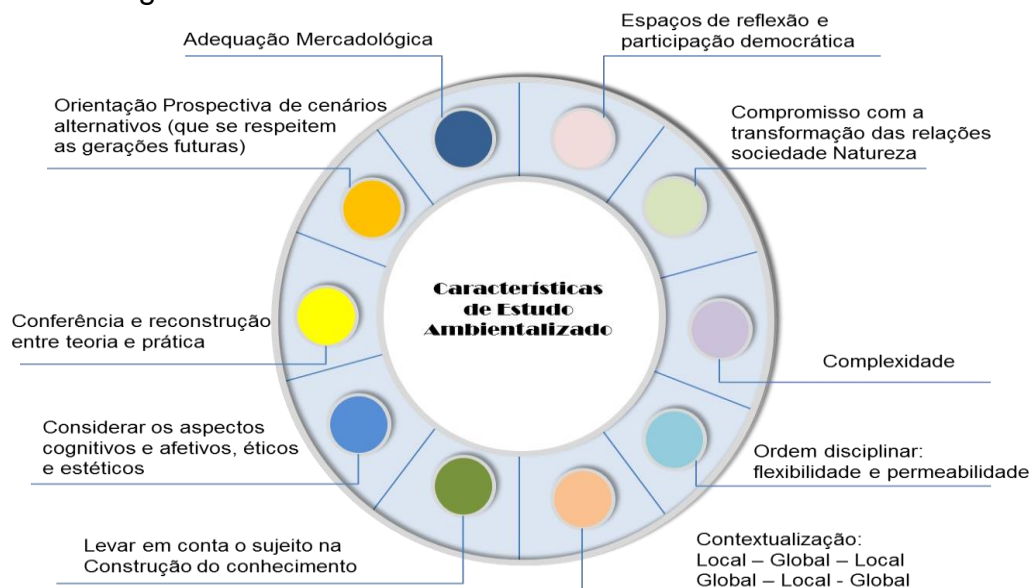 Adequação Mercadológica
Espaços de reflexão e
participação democrática
Orientação Prospectiva de cenários
alternativos (que se respeitem
as gerações futuras)
Compromisso com a
transformação das relações
sociedade Natureza
Características
de Estudo
Ambientalizado
Conferência e reconstrução
entre teoria e prática
Complexidade
Considerar os aspectos
cognitivos e afetivos, éticos
e estéticos
Ordem disciplinar:
flexibilidade e permeabilidade
Levar em conta o sujeito na
Construção do conhecimento
Contextualização:
Local – Global – Local
Global – Local - Global